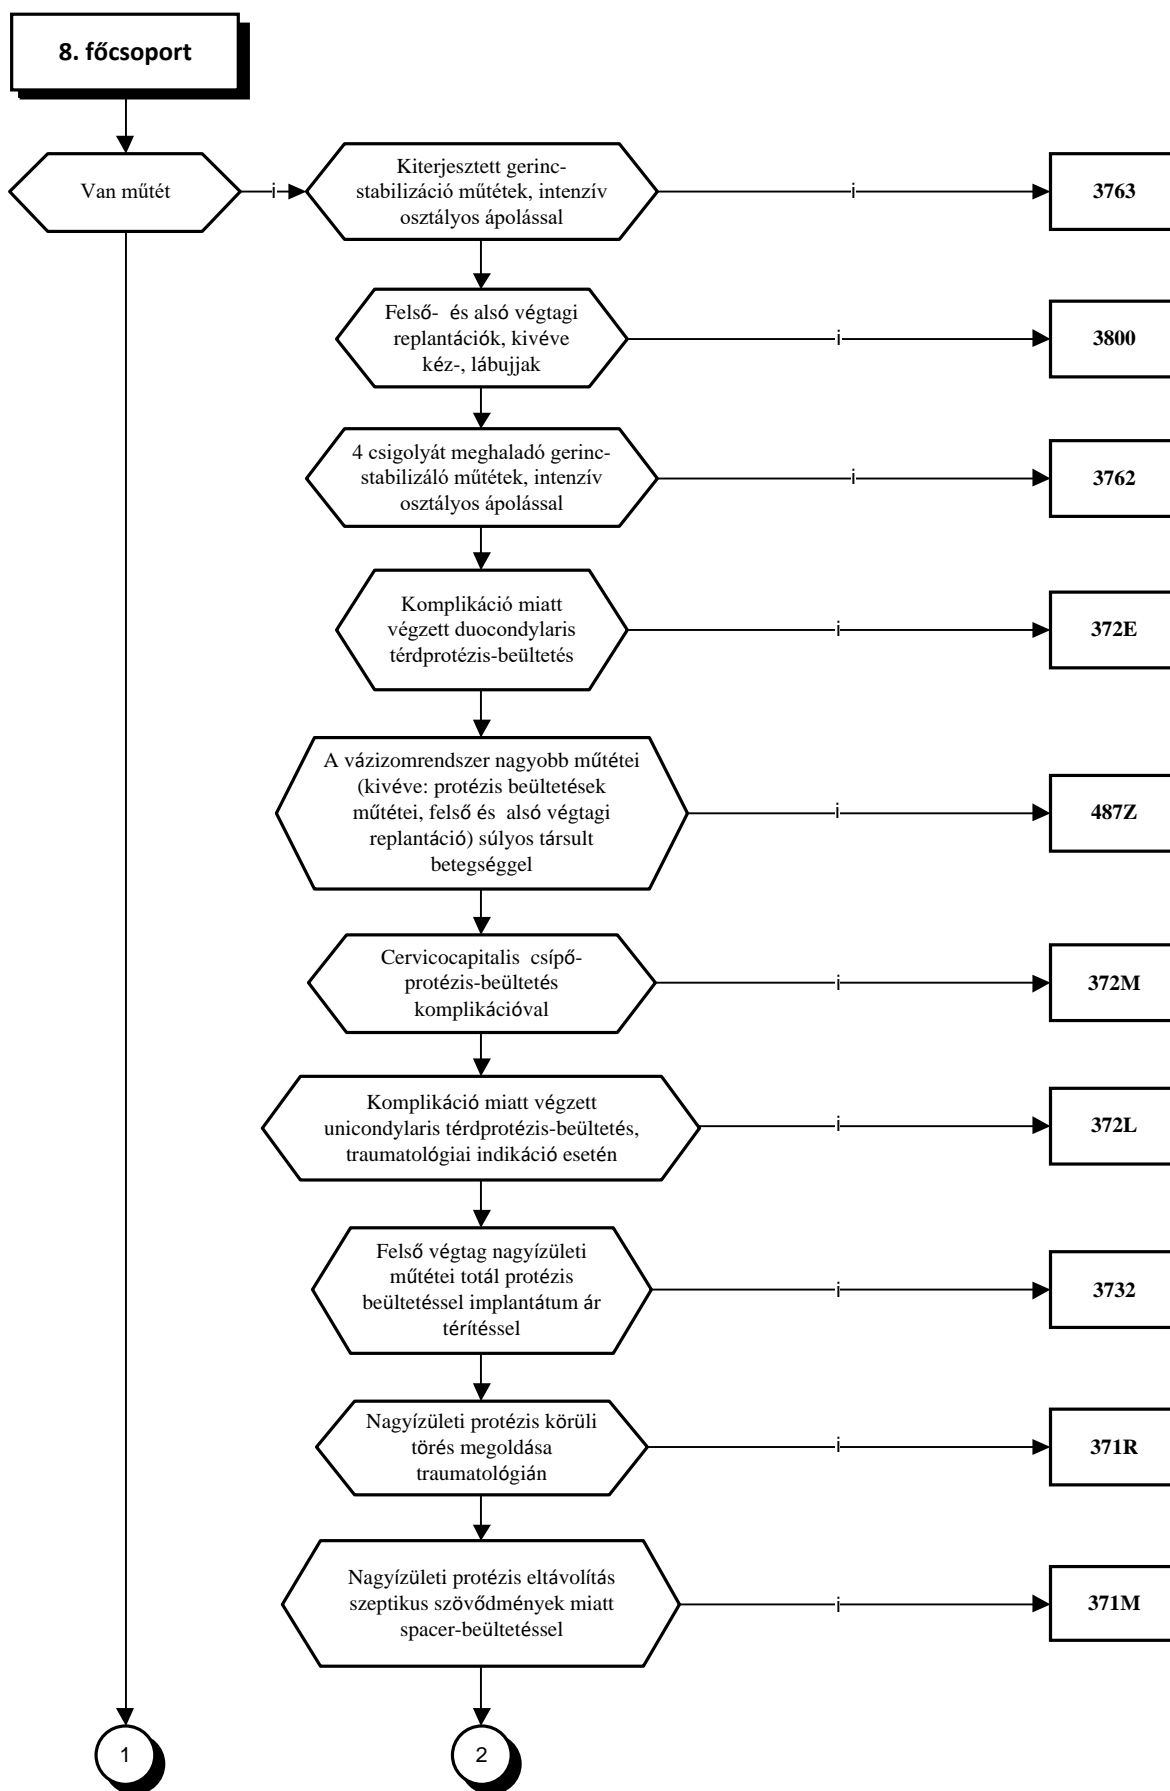 8. főcsoport
Van műtét
i
Kiterjesztett gerinc-
stabilizáció műtétek, intenzív
osztályos ápolással
i
3763
Felső- és alsó végtagi
replantációk, kivéve
kéz-, lábujjak
i
3800
4 csigolyát meghaladó gerinc-
stabilizáló műtétek, intenzív
osztályos ápolással
i
3762
Komplikáció miatt
végzett duocondylaris
térdprotézis-beültetés
i
372E
A vázizomrendszer nagyobb műtétei
(kivéve: protézis beültetések
műtétei, felső és alsó végtagi
replantáció) súlyos társult
betegséggel
i
487Z
Cervicocapitalis csípő-
protézis-beültetés
komplikációval
i
372M
Komplikáció miatt végzett
unicondylaris térdprotézis-beültetés,
traumatológiai indikáció esetén
i
372L
Felső végtag nagyízületi
műtétei totál protézis
beültetéssel implantátum ár
térítéssel
i
3732
Nagyízületi protézis körüli
törés megoldása
traumatológián
i
371R
Nagyízületi protézis eltávolítás
szeptikus szövődmények miatt
spacer-beültetéssel
i
371M
1
2